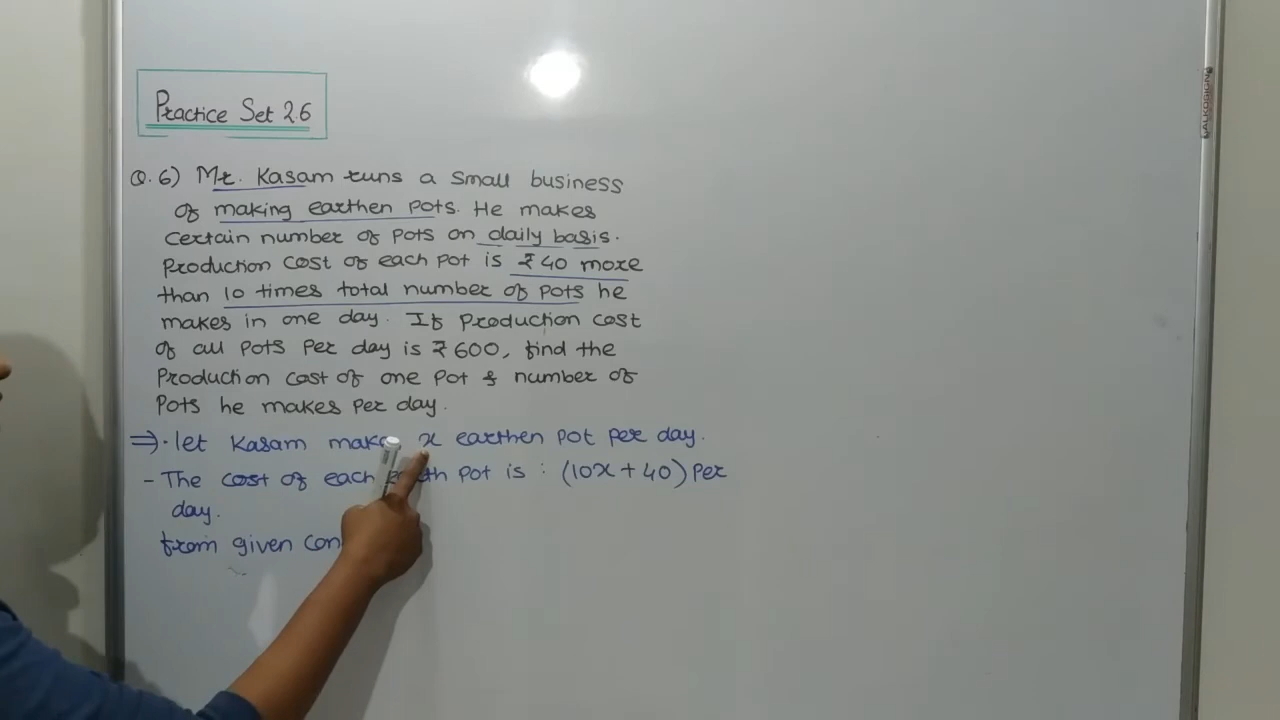 Practice Set 2.6
Q. 6) Mr. Kasam runs a small business
of making earthen pots. He makes
certain number of pots on daily basis.
Production cost of each pot is ₹40 more
than 10 times total number of pots he
makes in one day. If production cost
of all pots per day is ₹600, find the
Production cost of one pot & number of
Pots he makes per day.
⇒ · let Kasam x earthen pot per day.
- The cost of each pot is : (10x + 40) Per
day.
from given
ALKOSIGN